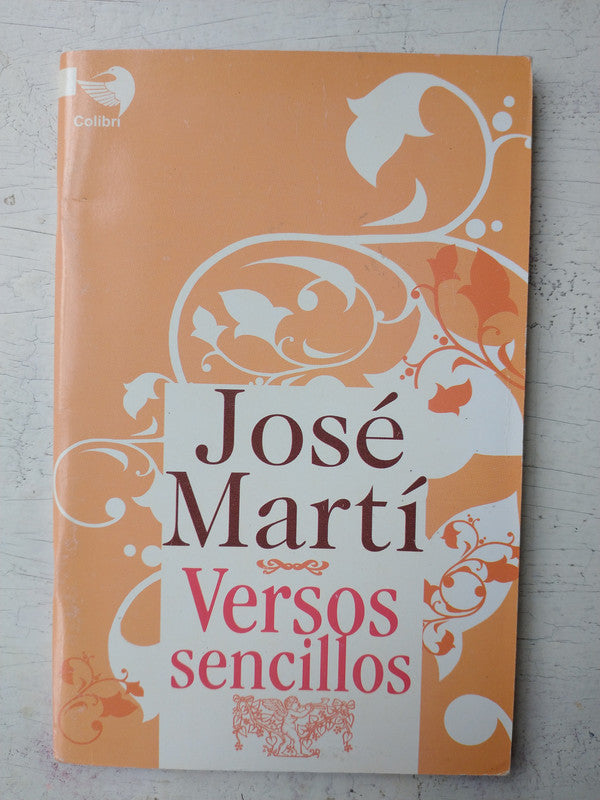 Colibrí
José
Martí
Versos
sencillos